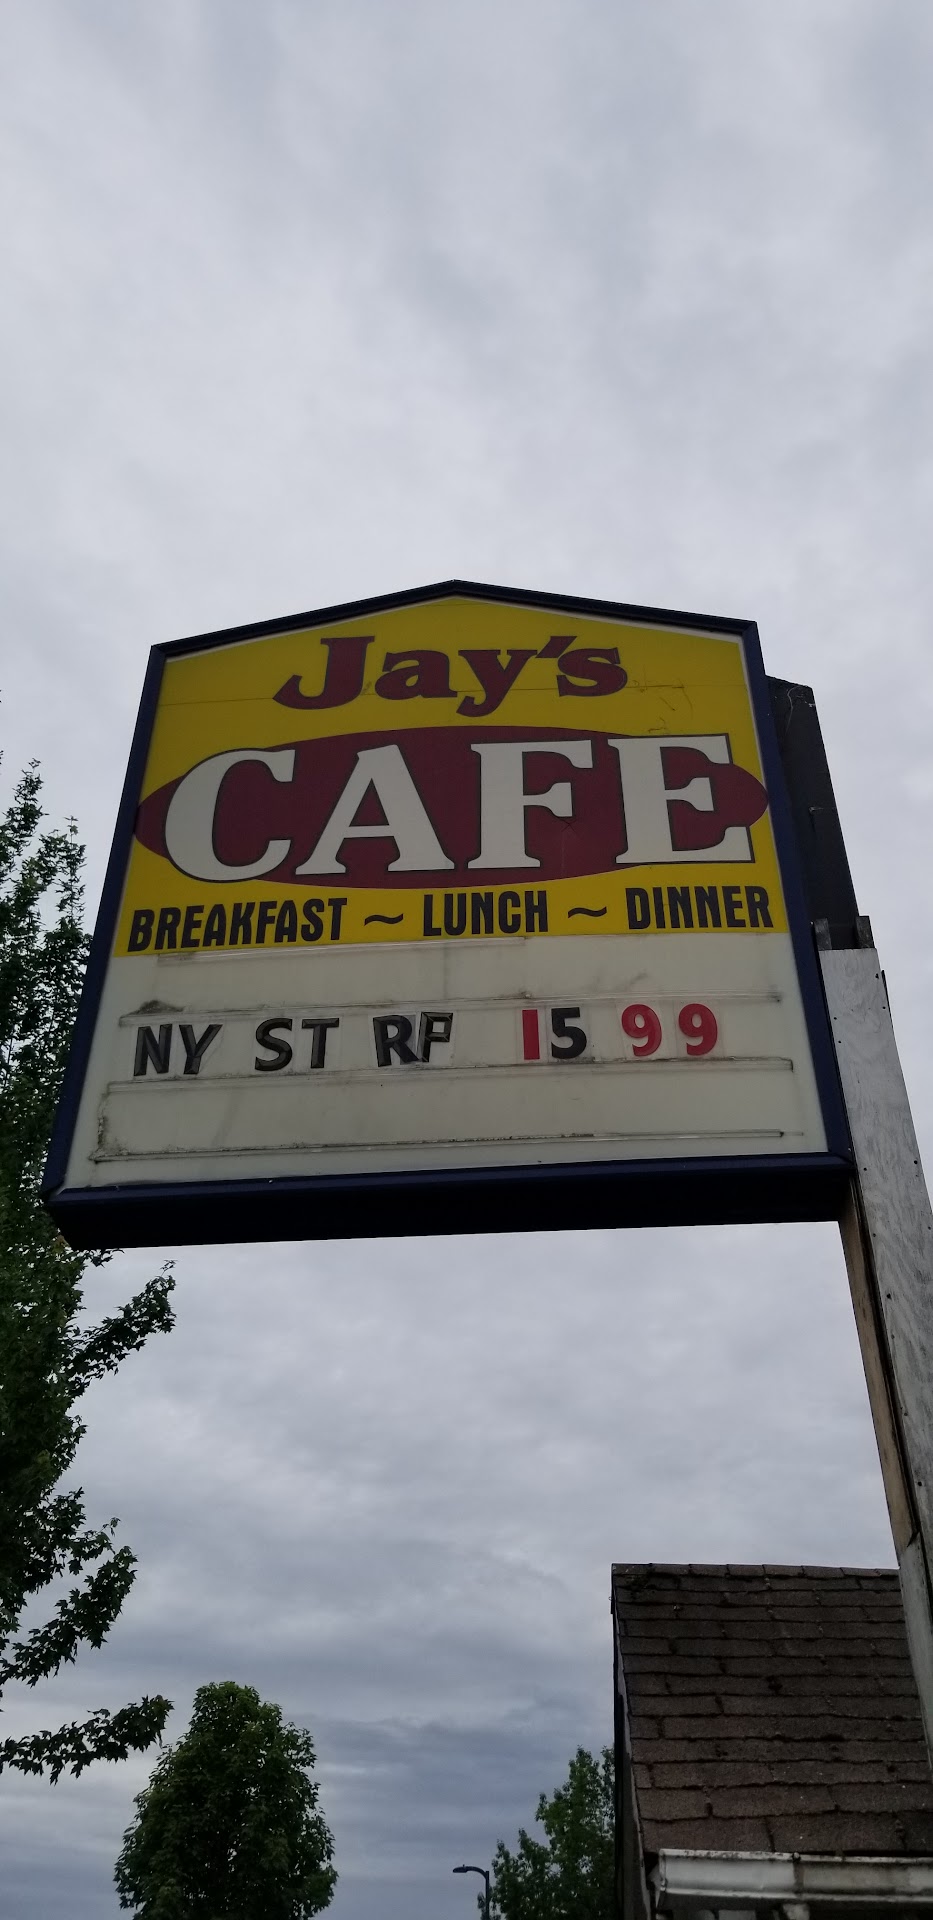 Jay's
CAFE
BREAKFAST ~ LUNCH ~ DINNER
NY ST RP 15 99